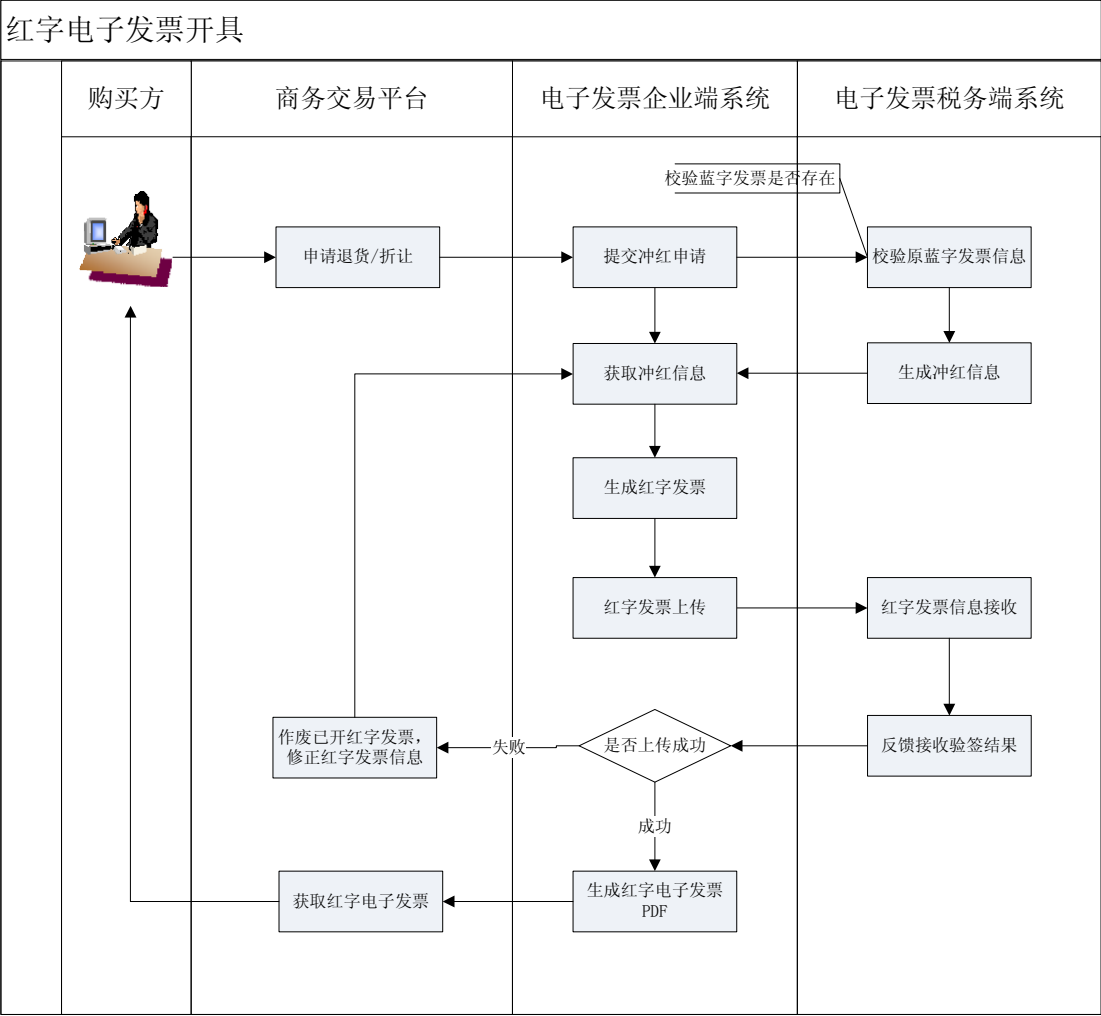 红字电子发票开具
购买方
商务交易平台
电子发票企业端系统
电子发票税务端系统
校验蓝字发票是否存在
申请退货/折让
提交冲红申请
校验原蓝字发票信息
获取冲红信息
生成冲红信息
生成红字发票
红字发票上传
红字发票信息接收
作废已开红字发票，
修正红字发票信息
失败
是否上传成功
反馈接收验签结果
成功
获取红字电子发票
生成红字电子发票
PDF